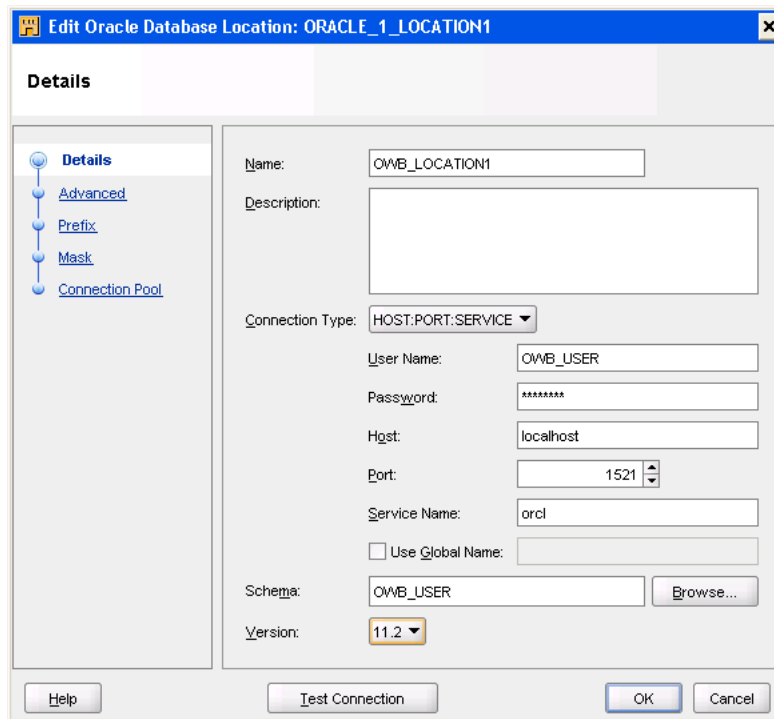 Edit Oracle Database Location: ORACLE_1_LOCATION1
Details
Details
Advanced
Prefix
Mask
Connection Pool
Name: OWB_LOCATION1
Description:
Connection Type: HOST:PORT:SERVICE
User Name: OWB_USER
Password: ********
Host: localhost
Port: 1521
Service Name: orcl
Use Global Name:
Schema: OWB_USER Browse...
Version: 11.2
Help Test Connection OK Cancel